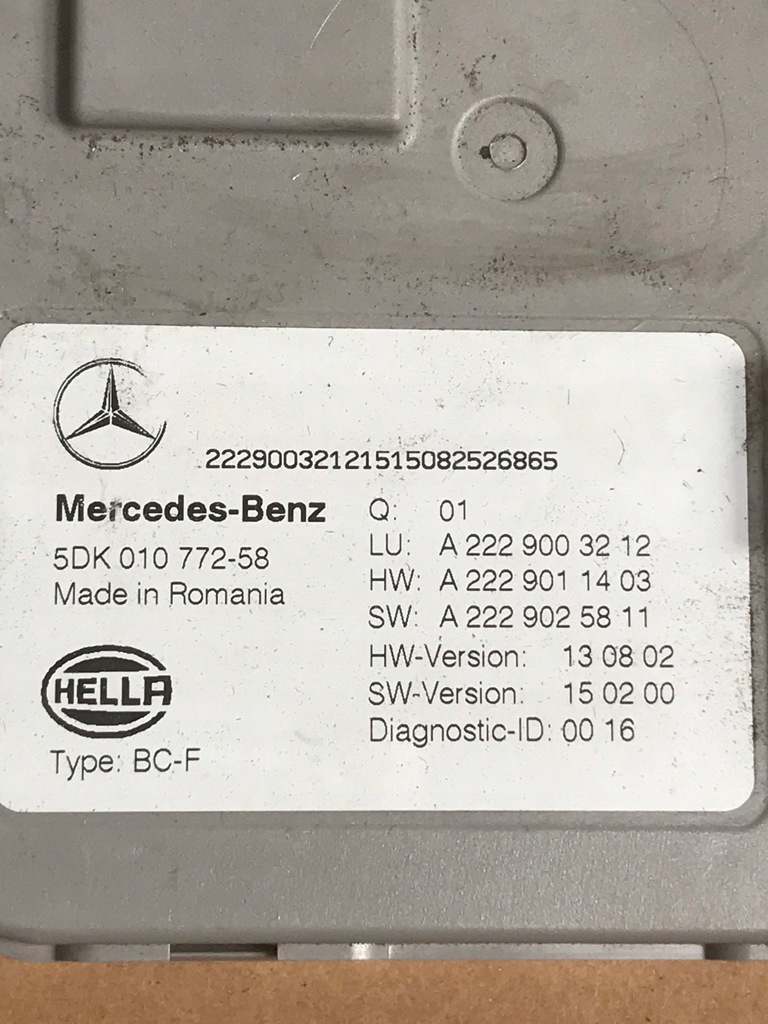 22290032121515082526865
Mercedes-Benz
5DK 010 772-58
Made in Romania
HELLA
Type: BC-F
Q: 01
LU: A 222 900 32 12
HW: A 222 901 14 03
SW: A 222 902 58 11
HW-Version: 13 08 02
SW-Version: 15 02 00
Diagnostic-ID: 00 16